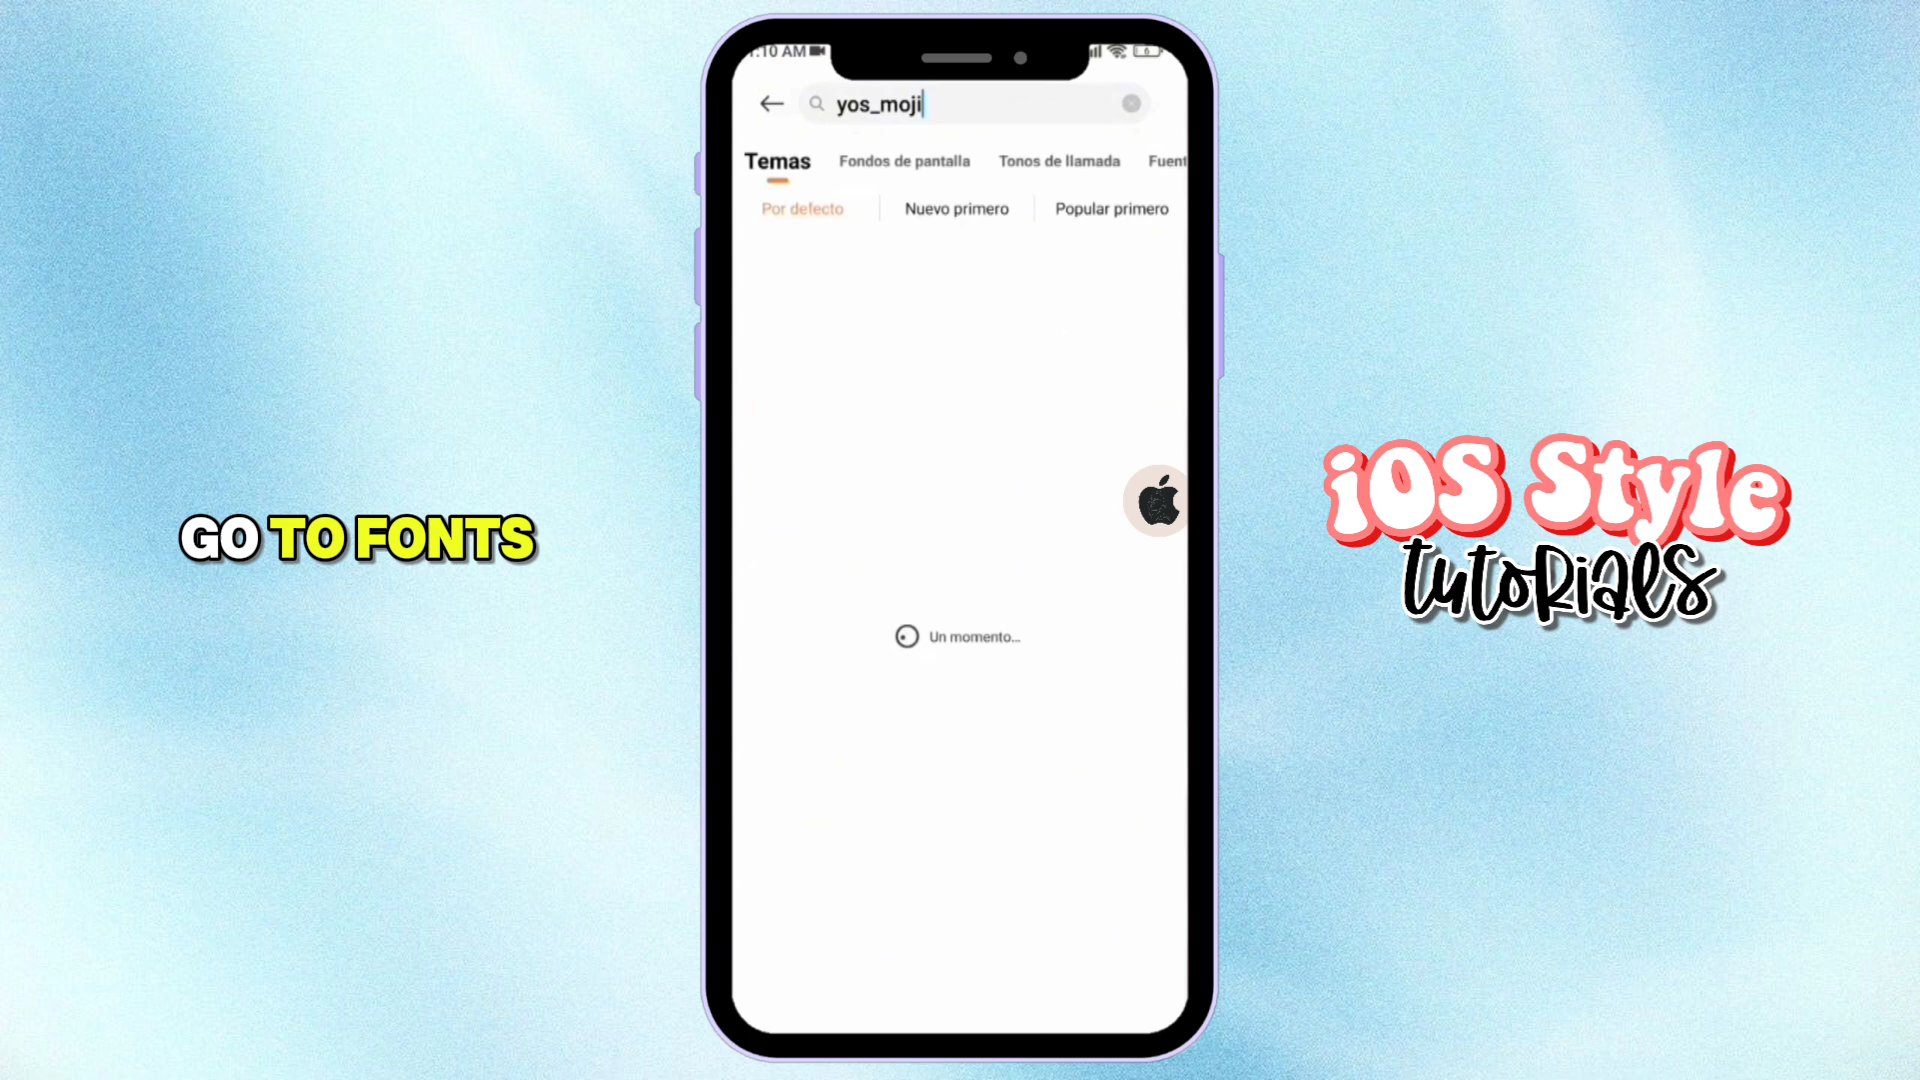 :10 AM
6
yos_moji
Temas Fondos de pantalla Tonos de llamada Fuent
Por defecto Nuevo primero Popular primero
GO TO FONTS
iOS Style
tutorials
Un momento...